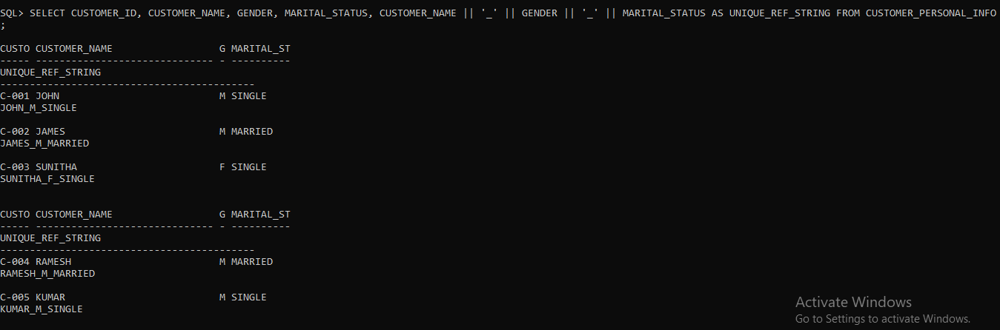 SQL> SELECT CUSTOMER_ID, CUSTOMER_NAME, GENDER, MARITAL_STATUS, CUSTOMER_NAME || '_' || GENDER || '_' || MARITAL_STATUS AS UNIQUE_REF_STRING FROM CUSTOMER_PERSONAL_INFO
;
CUSTO CUSTOMER_NAME                  G MARITAL_ST
----- ------------------------------ - ----------
UNIQUE_REF_STRING
-------------------------------------------
C-001 JOHN                           M SINGLE
JOHN_M_SINGLE
C-002 JAMES                          M MARRIED
JAMES_M_MARRIED
C-003 SUNITHA                        F SINGLE
SUNITHA_F_SINGLE
CUSTO CUSTOMER_NAME                  G MARITAL_ST
----- ------------------------------ - ----------
UNIQUE_REF_STRING
-------------------------------------------
C-004 RAMESH                         M MARRIED
RAMESH_M_MARRIED
C-005 KUMAR                          M SINGLE
KUMAR_M_SINGLE
Activate Windows
Go to Settings to activate Windows.